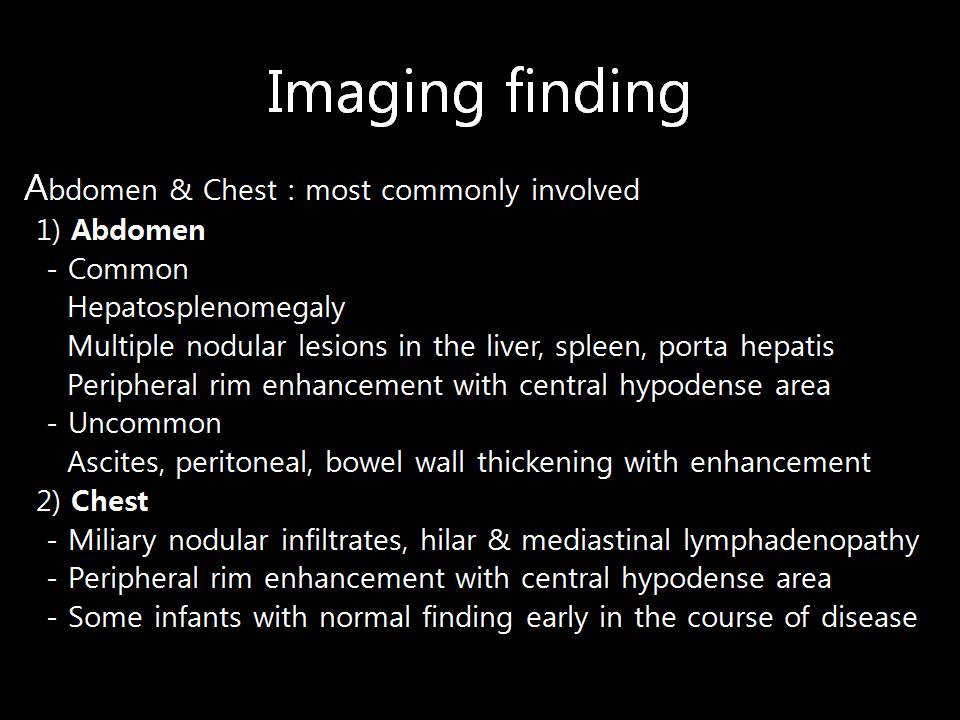 Imaging finding
Abdomen & Chest : most commonly involved
1) Abdomen
- Common
Hepatosplenomegaly
Multiple nodular lesions in the liver, spleen, porta hepatis
Peripheral rim enhancement with central hypodense area
- Uncommon
Ascites, peritoneal, bowel wall thickening with enhancement
2) Chest
- Miliary nodular infiltrates, hilar & mediastinal lymphadenopathy
- Peripheral rim enhancement with central hypodense area
- Some infants with normal finding early in the course of disease